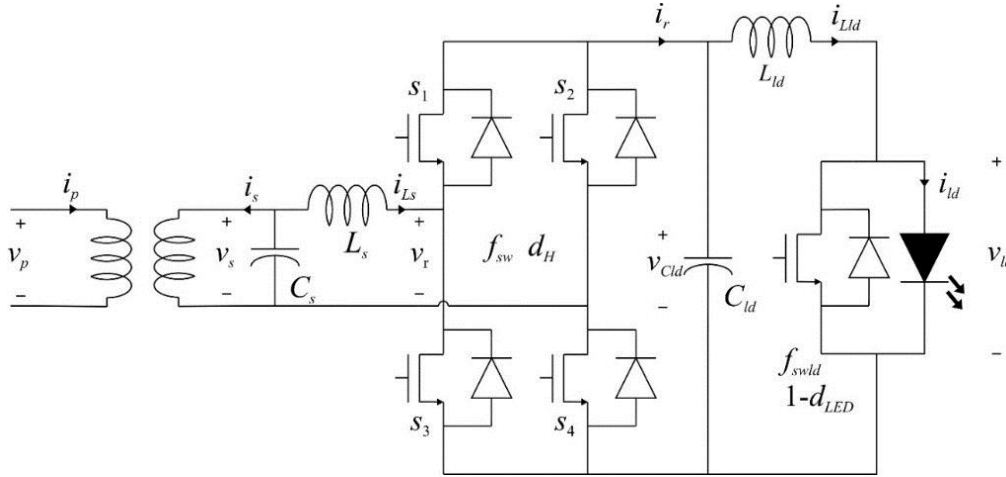 i_r
i_Lld
L_ld
s_1
s_2
i_p
i_s
i_Ls
i_ld
+
+
+
+
+
v_p
v_s
L_s
v_r
f_sw d_H
v_Cld
C_ld
−
−
−
C_s
−
−
f_swld
1-d_LED
s_3
s_4